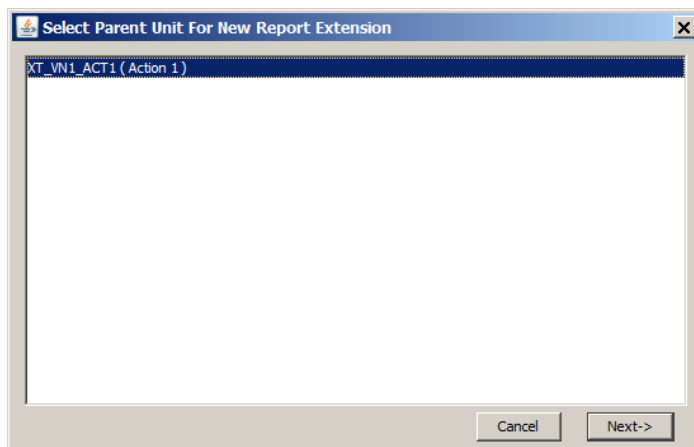 Select Parent Unit For New Report Extension
XT_VN1_ACT1 ( Action 1 )
Cancel
Next->